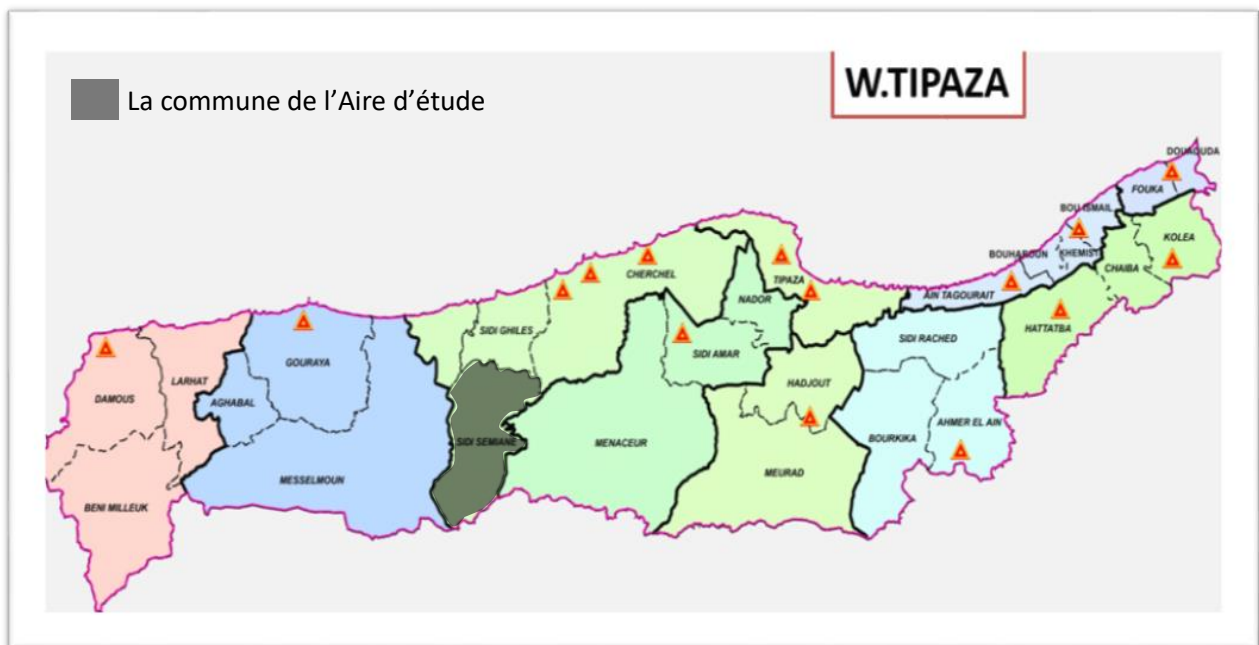 W.TIPAZA
La commune de l’Aire d’étude
DOUAOUDA
FOUKA
BOU ISMAIL
KOLEA
KHEMISTI
BOUHAROUN
CHAIBA
CHERCHEL
TIPAZA
AIN TAGOURAIT
NADOR
HATTATBA
SIDI GHILES
SIDI RACHED
SIDI AMAR
GOURAYA
LARHAT
HADJOUT
DAMOUS
AGHABAL
AHMER EL AIN
SIDI SEMIANE
MENACEUR
BOURKIKA
MEURAD
MESSELMOUN
BENI MILLEUK